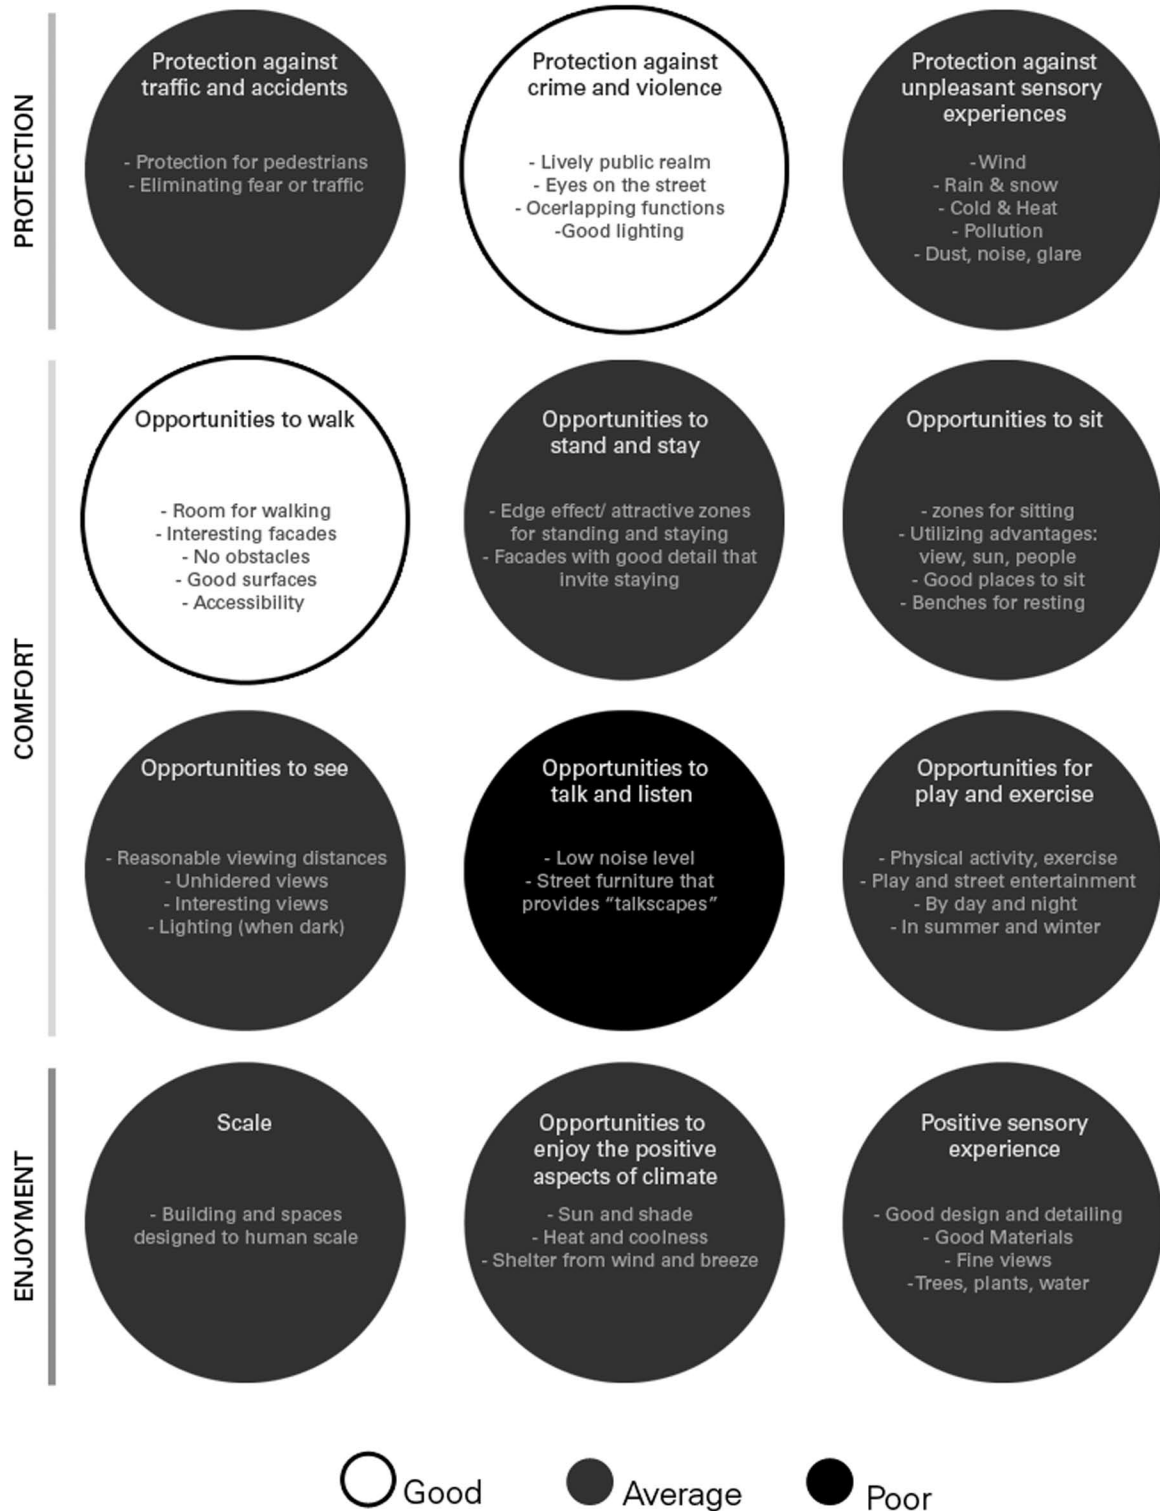 PROTECTION
Protection against
traffic and accidents
- Protection for pedestrians
- Eliminating fear or traffic
Protection against
crime and violence
- Lively public realm
- Eyes on the street
- Ocerlapping functions
-Good lighting
Protection against
unpleasant sensory
experiences
-Wind
- Rain & snow
- Cold & Heat
- Pollution
- Dust, noise, glare
COMFORT
Opportunities to walk
- Room for walking
- Interesting facades
- No obstacles
- Good surfaces
- Accessibility
Opportunities to
stand and stay
- Edge effect/ attractive zones
for standing and staying
- Facades with good detail that
invite staying
Opportunities to sit
- zones for sitting
- Utilizing advantages:
view, sun, people
- Good places to sit
- Benches for resting
Opportunities to see
- Reasonable viewing distances
- Unhidered views
- Interesting views
- Lighting (when dark)
Opportunities to
talk and listen
- Low noise level
- Street furniture that
provides “talkscapes”
Opportunities for
play and exercise
- Physical activity, exercise
- Play and street entertainment
- By day and night
- In summer and winter
ENJOYMENT
Scale
- Building and spaces
designed to human scale
Opportunities to
enjoy the positive
aspects of climate
- Sun and shade
- Heat and coolness
- Shelter from wind and breeze
Positive sensory
experience
- Good design and detailing
- Good Materials
- Fine views
-Trees, plants, water
Good
Average
Poor